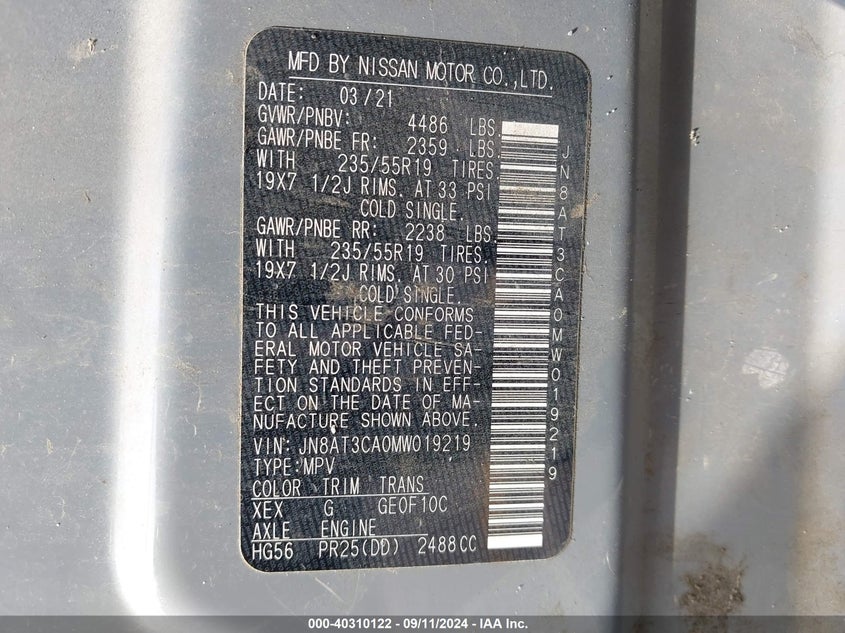 MFD BY NISSAN MOTOR CO.,LTD.
DATE: 03/21
GVWR/PNBV: 4486 LBS.
GAWR/PNBE FR: 2359 LBS.
WITH 235/55R19 TIRES.
19X7 1/2J RIMS. AT 33 PSI
COLD SINGLE.
GAWR/PNBE RR: 2238 LBS.
WITH 235/55R19 TIRES.
19X7 1/2J RIMS. AT 30 PSI
COLD SINGLE.
THIS VEHICLE CONFORMS
TO ALL APPLICABLE FED-
ERAL MOTOR VEHICLE SA-
FETY AND THEFT PREVEN-
TION STANDARDS IN EFF-
ECT ON THE DATE OF MA-
NUFACTURE SHOWN ABOVE.
VIN: JN8AT3CA0MW019219
TYPE:MPV
COLOR TRIM TRANS
XEX G GE0F10C
AXLE ENGINE
HG56 PR25(DD) 2488CC
JN8AT3CA0MW019219
000-40310122 - 09/11/2024 - IAA Inc.